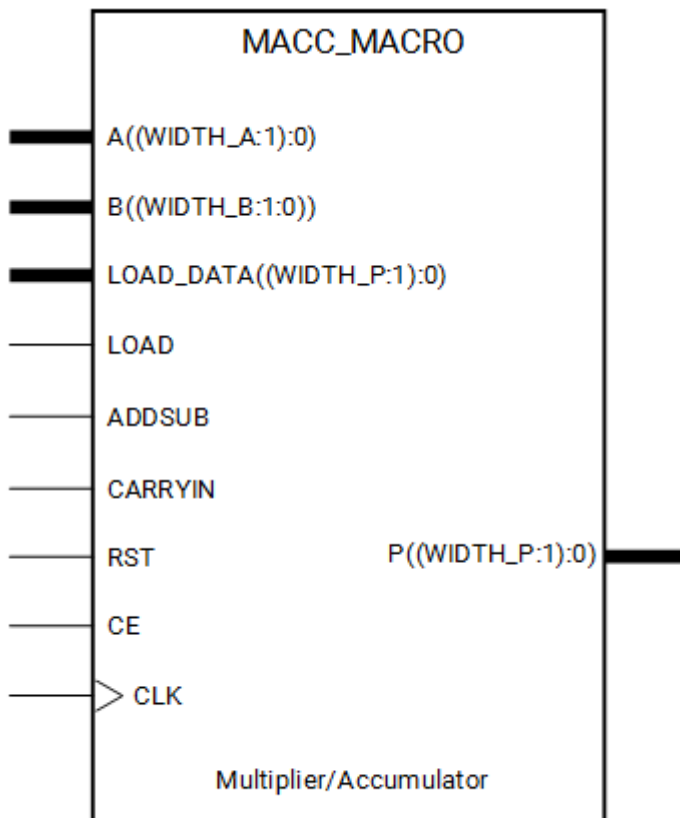 MACC_MACRO
A((WIDTH_A:1):0)
B((WIDTH_B:1:0))
LOAD_DATA((WIDTH_P:1):0)
LOAD
ADDSUB
CARRYIN
RST
P((WIDTH_P:1):0)
CE
CLK
Multiplier/Accumulator